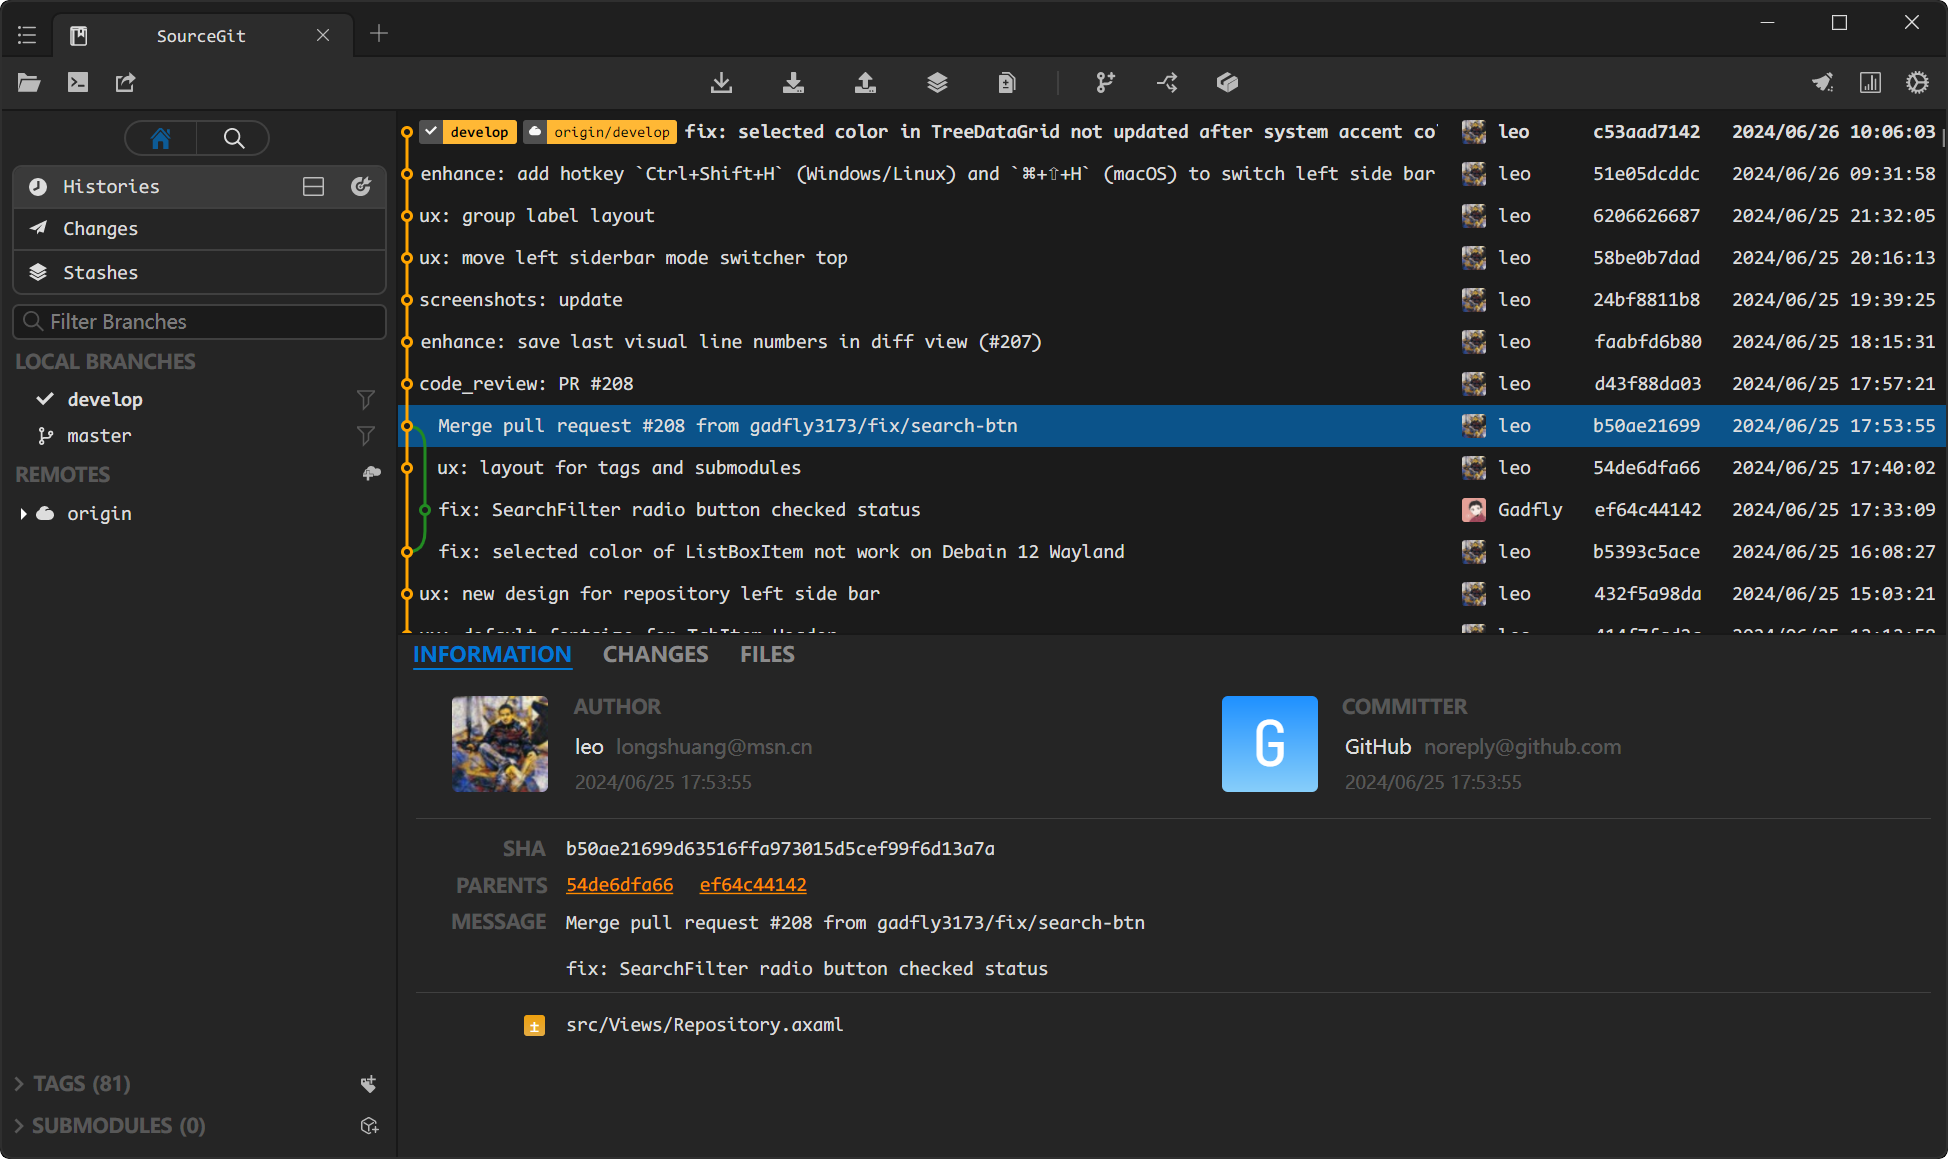 SourceGit
develop origin/develop fix: selected color in TreeDataGrid not updated after system accent co leo c53aad7142 2024/06/26 10:06:03
Histories enhance: add hotkey `Ctrl+Shift+H` (Windows/Linux) and `⌘+⇧+H` (macOS) to switch left side bar leo 51e05dcddc 2024/06/26 09:31:58
Changes ux: group label layout leo 6206626687 2024/06/25 21:32:05
Stashes ux: move left siderbar mode switcher top leo 58be0b7dad 2024/06/25 20:16:13
screenshots: update leo 24bf8811b8 2024/06/25 19:39:25
Filter Branches enhance: save last visual line numbers in diff view (#207) leo faabfd6b80 2024/06/25 18:15:31
LOCAL BRANCHES code_review: PR #208 leo d43f88da03 2024/06/25 17:57:21
develop
master Merge pull request #208 from gadfly3173/fix/search-btn leo b50ae21699 2024/06/25 17:53:55
REMOTES ux: layout for tags and submodules leo 54de6dfa66 2024/06/25 17:40:02
origin fix: SearchFilter radio button checked status Gadfly ef64c44142 2024/06/25 17:33:09
fix: selected color of ListBoxItem not work on Debain 12 Wayland leo b5393c5ace 2024/06/25 16:08:27
ux: new design for repository left side bar leo 432f5a98da 2024/06/25 15:03:21
INFORMATION CHANGES FILES
AUTHOR COMMITTER
leo longshuang@msn.cn GitHub noreply@github.com
G
2024/06/25 17:53:55 2024/06/25 17:53:55
SHA b50ae21699d63516ffa973015d5cef99f6d13a7a
PARENTS 54de6dfa66 ef64c44142
MESSAGE Merge pull request #208 from gadfly3173/fix/search-btn
fix: SearchFilter radio button checked status
src/Views/Repository.axaml
TAGS (81)
SUBMODULES (0)